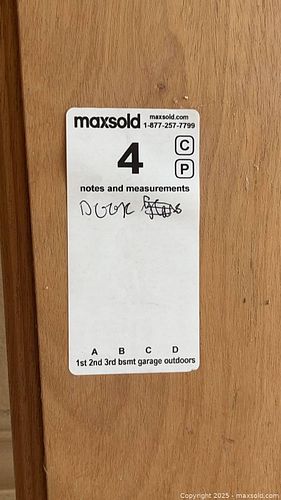 maxsold maxsold.com
1-877-257-7799
4 C
P
notes and measurements
A B C D
1st 2nd 3rd bsmt garage outdoors
Copyright 2025 - maxsold.com